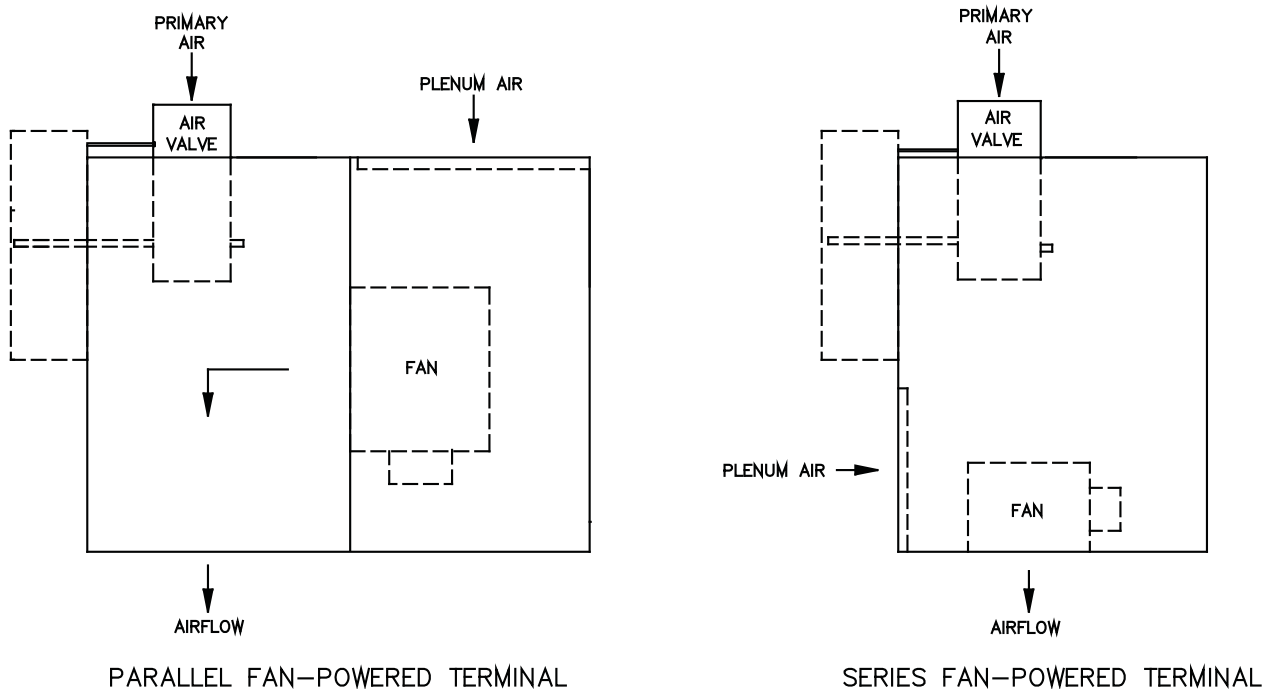 PRIMARY
AIR
PLENUM AIR
AIR
VALVE
FAN
AIRFLOW
PARALLEL FAN-POWERED TERMINAL
PRIMARY
AIR
AIR
VALVE
PLENUM AIR
FAN
AIRFLOW
SERIES FAN-POWERED TERMINAL